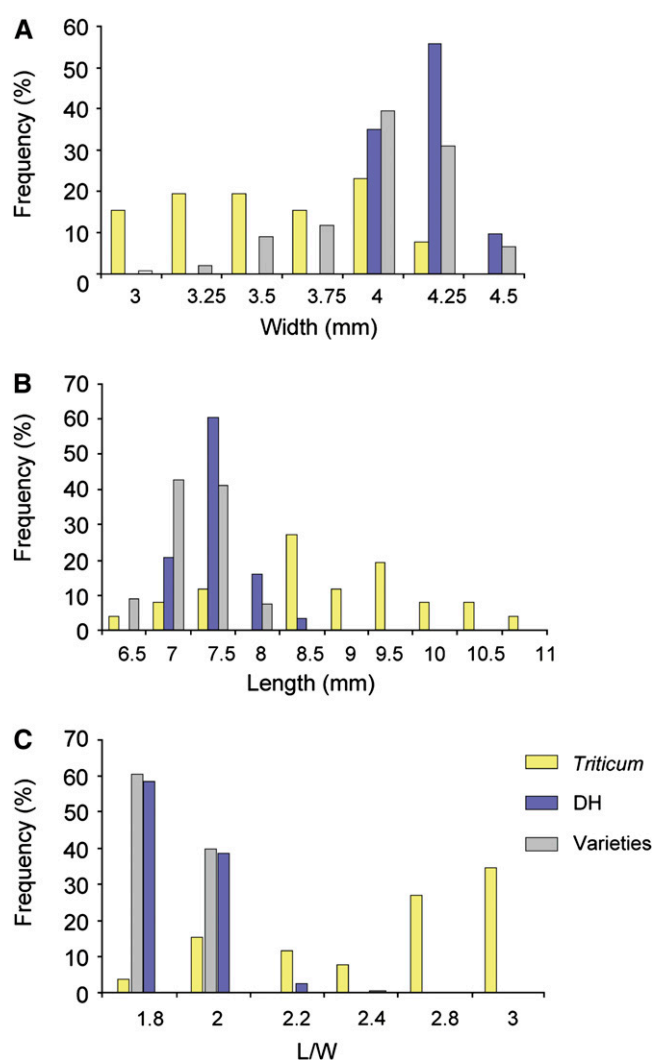 A
Frequency (%)
60
50
40
30
20
10
0
3 3.25 3.5 3.75 4 4.25 4.5
Width (mm)
B
Frequency (%)
70
60
50
40
30
20
10
0
6.5 7 7.5 8 8.5 9 9.5 10 10.5 11
Length (mm)
C
Frequency (%)
70
60
50
40
30
20
10
0
1.8 2 2.2 2.4 2.8 3
L/W
Triticum
DH
Varieties